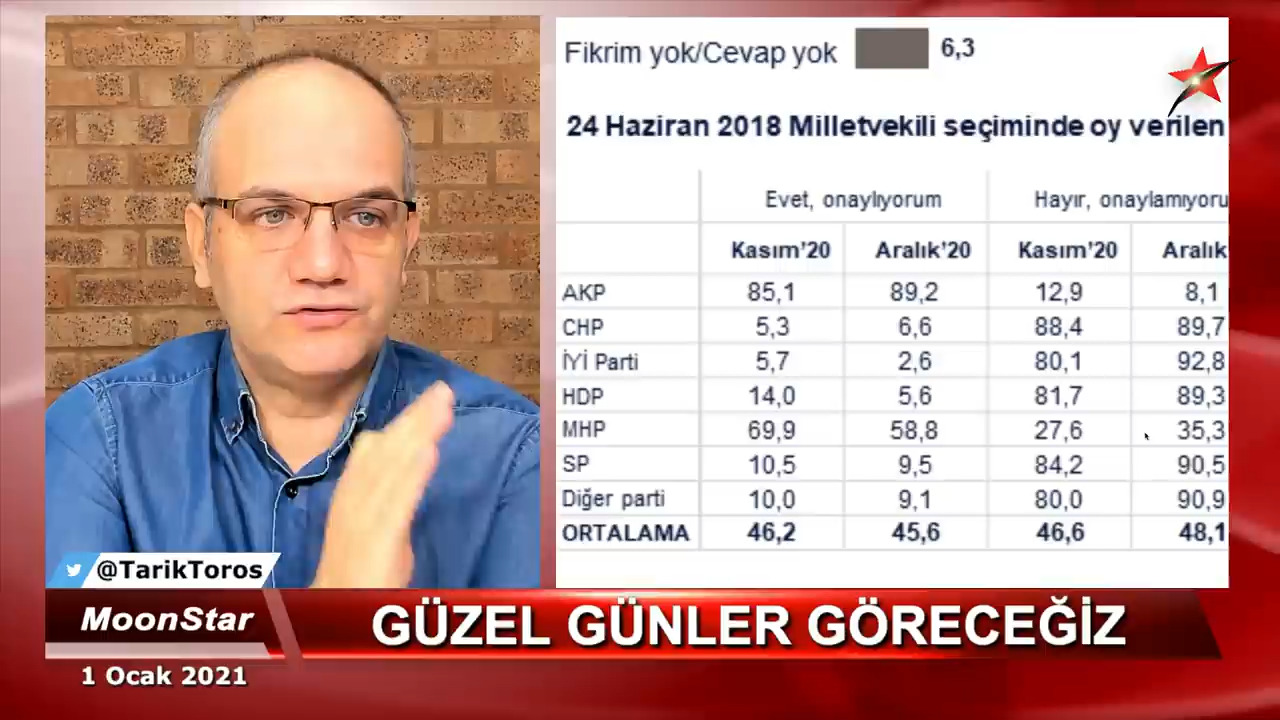 Fikrim yok/Cevap yok 6,3
24 Haziran 2018 Milletvekili seçiminde oy verilen
Evet, onaylıyorum Hayır, onaylamıyoru
Kasım'20 Aralık'20 Kasım'20 Aralık
AKP 85,1 89,2 12,9 8,1
CHP 5,3 6,6 88,4 89,7
İYİ Parti 5,7 2,6 80,1 92,8
HDP 14,0 5,6 81,7 89,3
MHP 69,9 58,8 27,6 35,3
SP 10,5 9,5 84,2 90,5
Diğer parti 10,0 9,1 80,0 90,9
ORTALAMA 46,2 45,6 46,6 48,1
@TarikToros
MoonStar
GÜZEL GÜNLER GÖRECEĞİZ
1 Ocak 2021